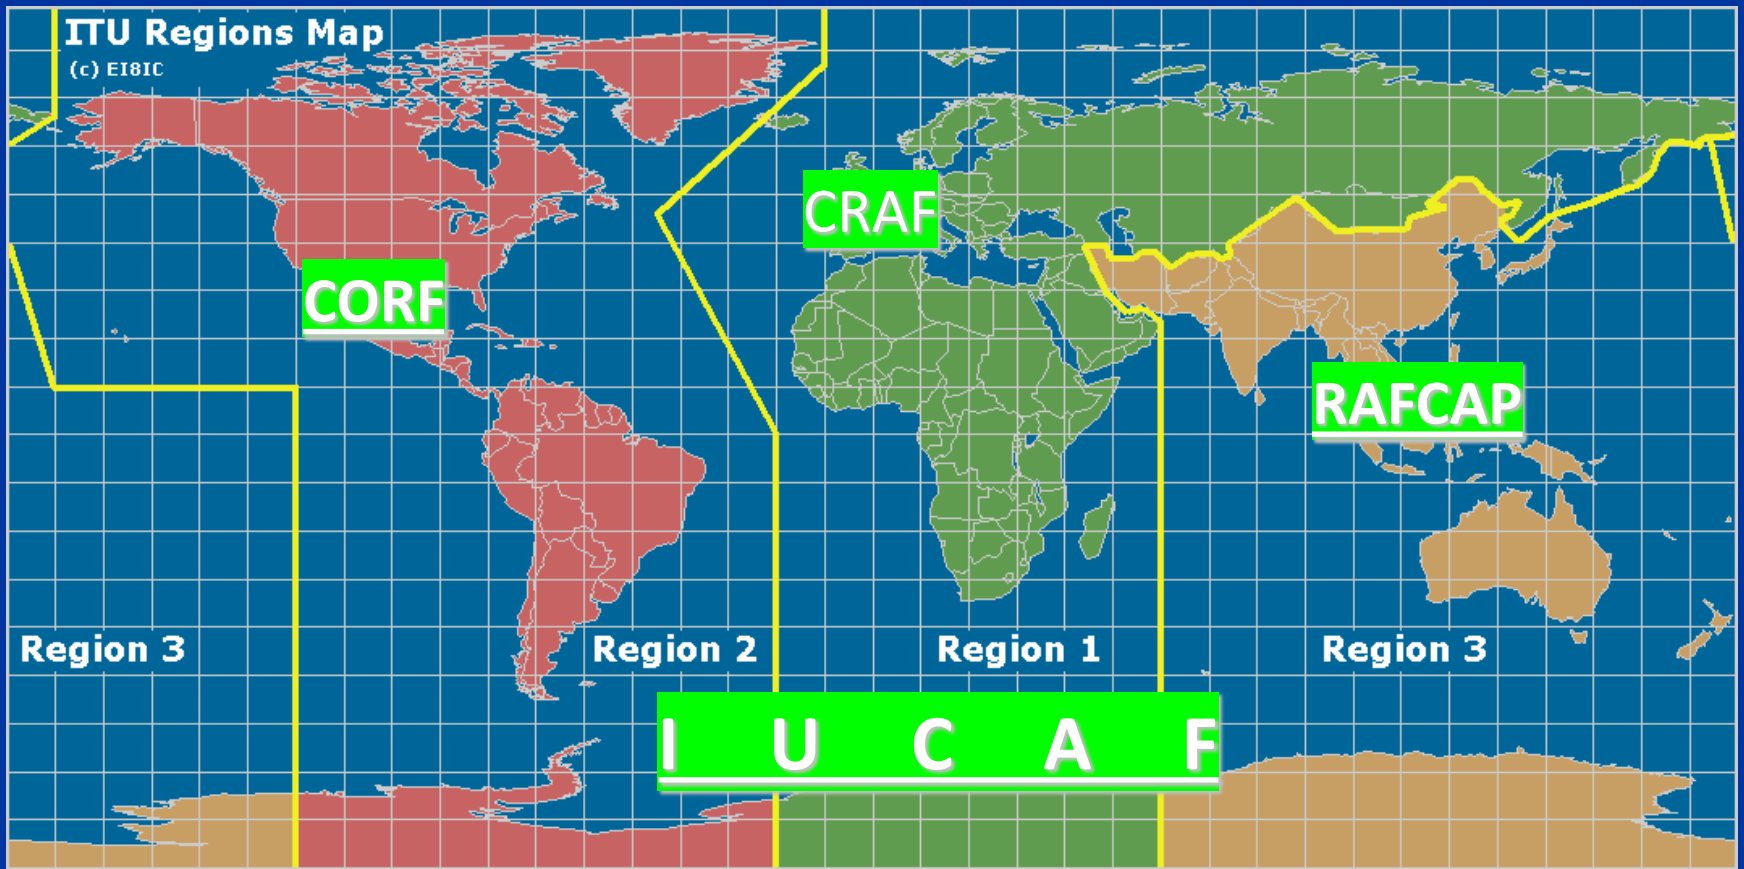 ITU Regions Map
(c) EI8IC
CRAF
CORF
RAFCAP
Region 3
Region 2
Region 1
Region 3
I U C A F